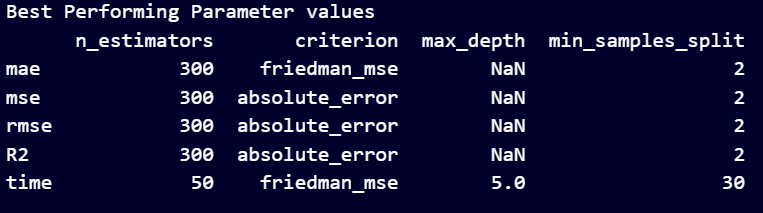 Best Performing Parameter values
n_estimators criterion max_depth min_samples_split
mae 300 friedman_mse NaN 2
mse 300 absolute_error NaN 2
rmse 300 absolute_error NaN 2
R2 300 absolute_error NaN 2
time 50 friedman_mse 5.0 30